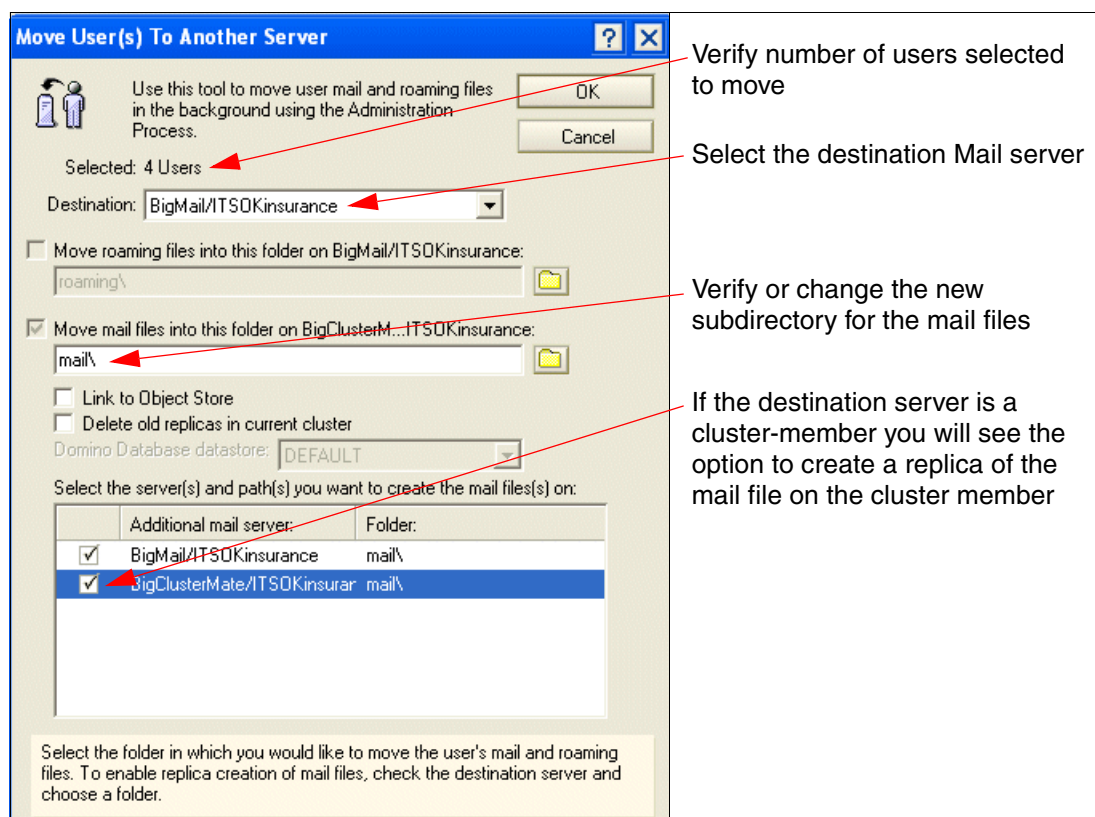 Move User(s) To Another Server
Use this tool to move user mail and roaming files
in the background using the Administration
Process.
OK
Cancel
Selected: 4 Users
Destination: BigMail/ITSOKinsurance
Move roaming files into this folder on BigMail/ITSOKinsurance:
roaming\
Move mail files into this folder on BigClusterM...ITSOKinsurance:
mail\
Link to Object Store
Delete old replicas in current cluster
Domino Database datastore: DEFAULT
Select the server(s) and path(s) you want to create the mail files(s) on:
Additional mail server: Folder:
BigMail/ITSOKinsurance mail\
BigClusterMate/ITSOKinsurar mail\
Select the folder in which you would like to move the user's mail and roaming
files. To enable replica creation of mail files, check the destination server and
choose a folder.
Verify number of users selected
to move
Select the destination Mail server
Verify or change the new
subdirectory for the mail files
If the destination server is a
cluster-member you will see the
option to create a replica of the
mail file on the cluster member